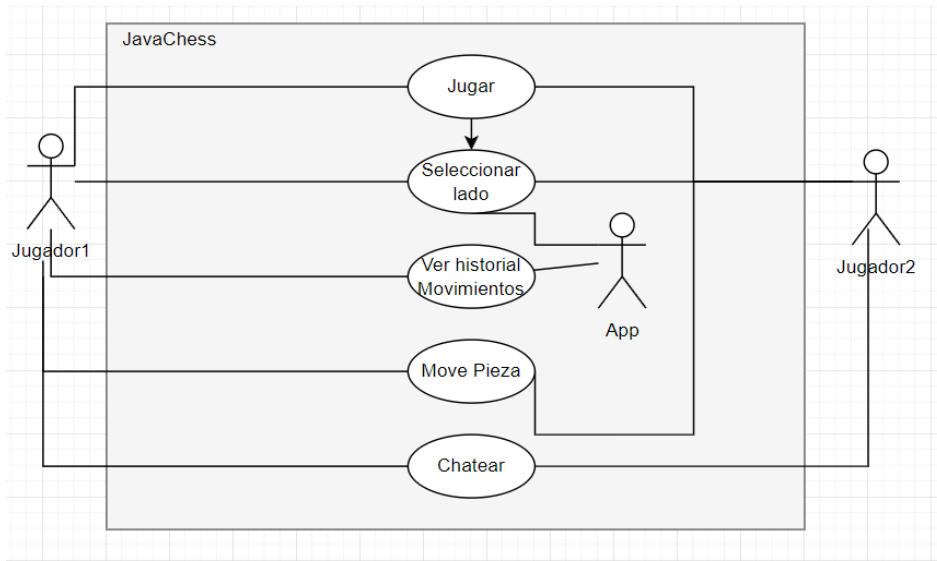 JavaChess
Jugar
Seleccionar
lado
Jugador1
Ver historial
Movimientos
Jugador2
App
Move Pieza
Chatear